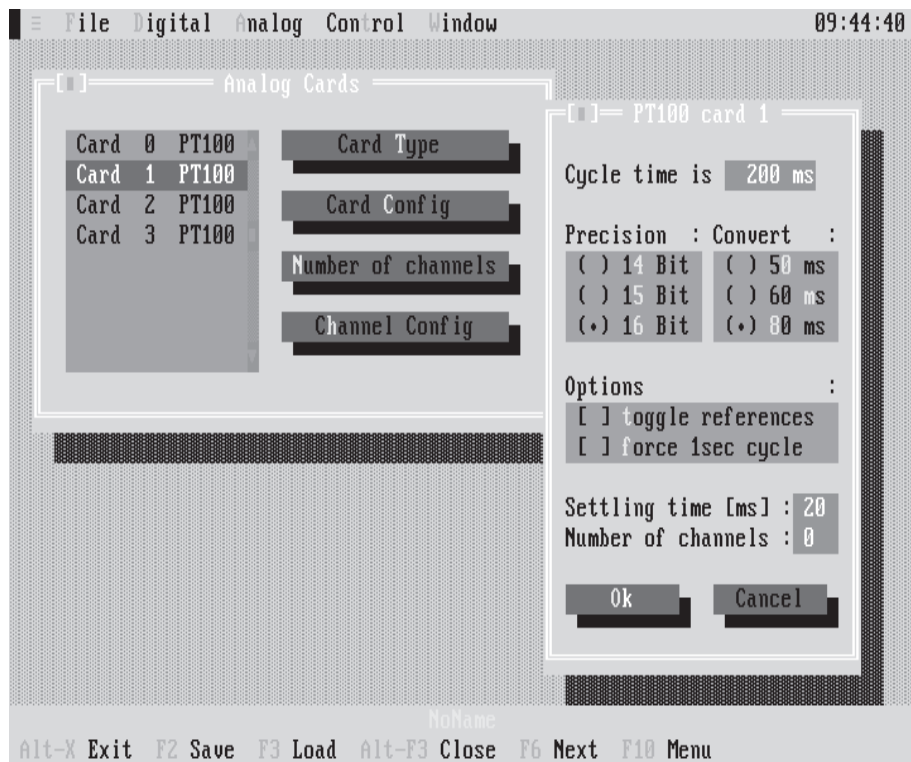 ≡ File Digital Analog Control Window 09:44:40
Analog Cards
Card 0 PT100
Card 1 PT100
Card 2 PT100
Card 3 PT100
Card Type
Card Config
Number of channels
Channel Config
PT100 card 1
Cycle time is 200 ms
Precision : Convert :
( ) 14 Bit ( ) 50 ms
( ) 15 Bit ( ) 60 ms
(•) 16 Bit (•) 80 ms
Options :
[ ] toggle references
[ ] force 1sec cycle
Settling time [ms] : 20
Number of channels : 0
Ok Cancel
NoName
Alt-X Exit F2 Save F3 Load Alt-F3 Close F6 Next F10 Menu